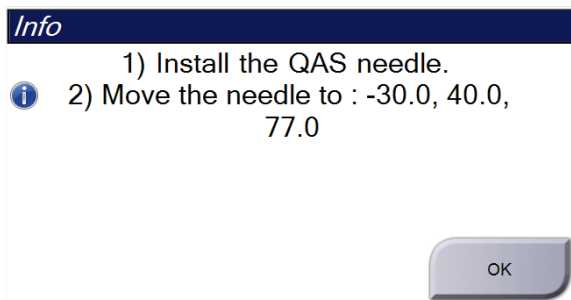 Info
1) Install the QAS needle.
2) Move the needle to : -30.0, 40.0,
77.0
OK